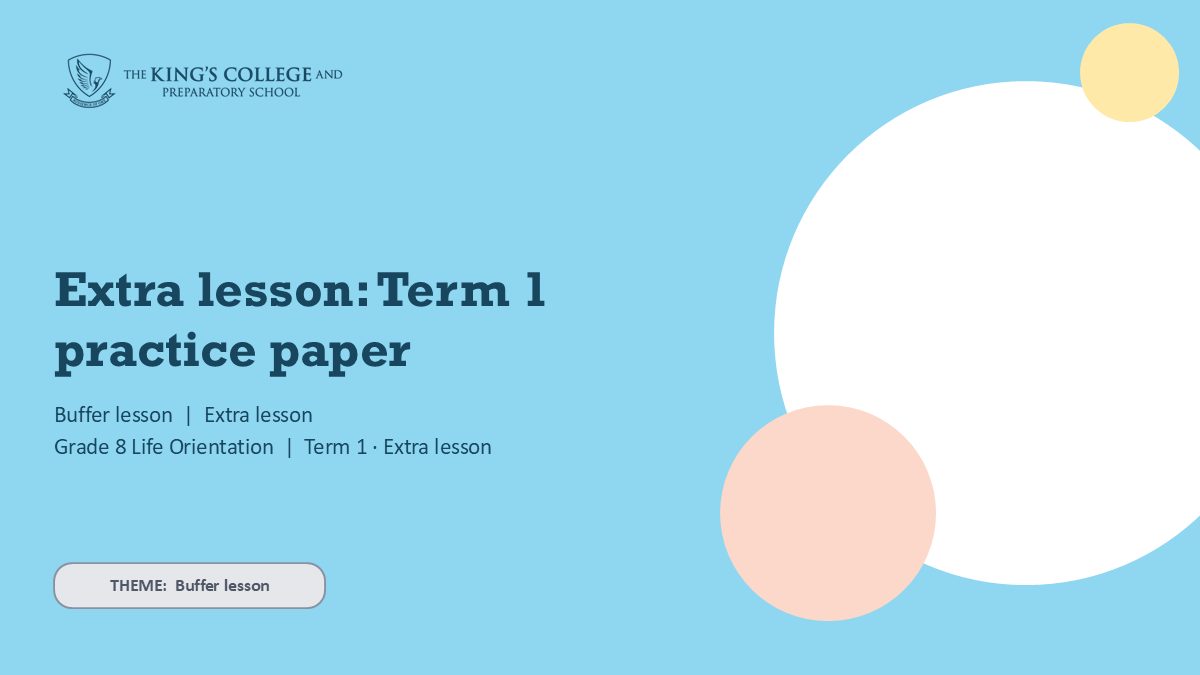 THE KING'S COLLEGE AND
PREPARATORY SCHOOL
Extra lesson: Term 1
practice paper
Buffer lesson | Extra lesson
Grade 8 Life Orientation | Term 1 · Extra lesson
THEME: Buffer lesson